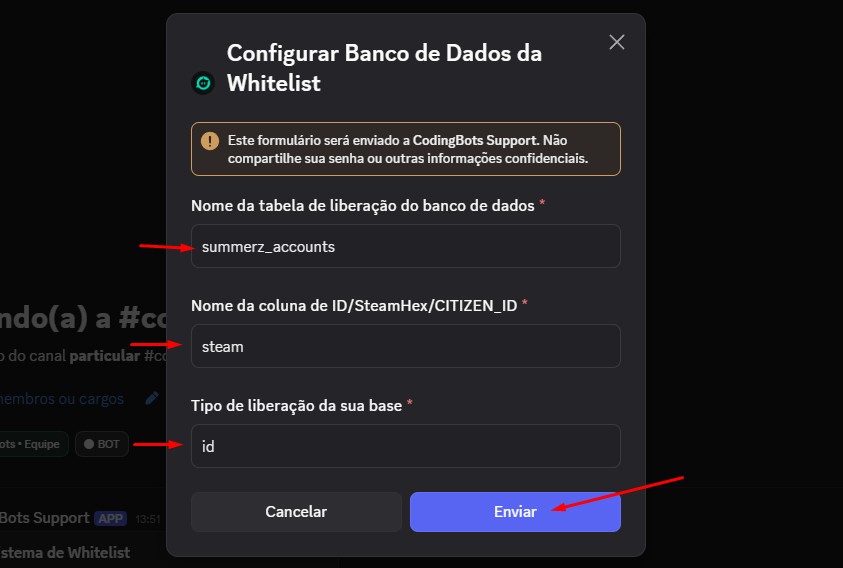 Configurar Banco de Dados da
Whitelist
Este formulário será enviado a CodingBots Support. Não
compartilhe sua senha ou outras informações confidenciais.
Nome da tabela de liberação do banco de dados *
summerz_accounts
Nome da coluna de ID/SteamHex/CITIZEN_ID *
steam
Tipo de liberação da sua base *
id
Cancelar
Enviar
ndo(a) a #co
o do canal particular #co
membros ou cargos
ots • Equipe
BOT
Bots Support APP 13:51
stema de Whitelist